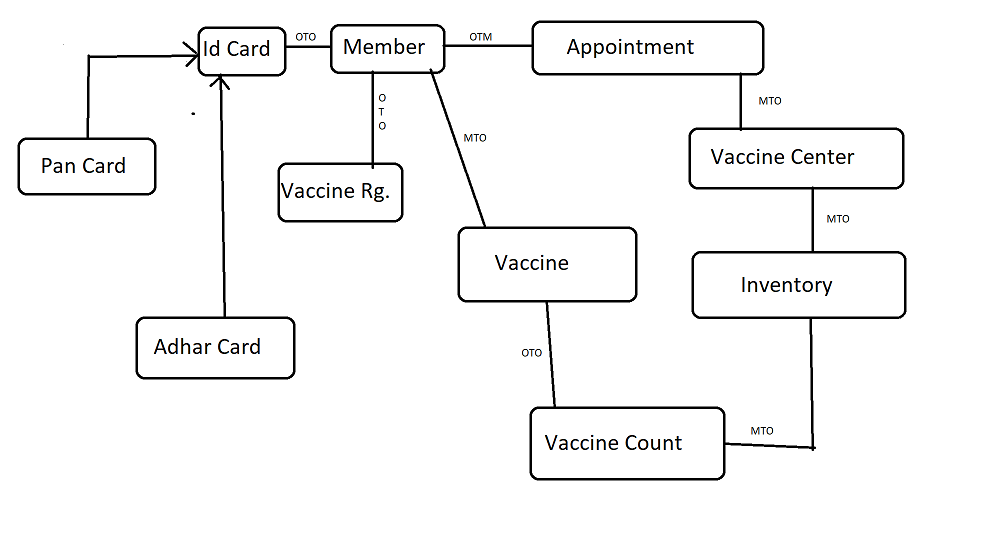 Id Card
OTO
Member
OTM
Appointment
MTO
O
T
O
MTO
Pan Card
Vaccine Rg.
Vaccine Center
MTO
Vaccine
Inventory
Adhar Card
OTO
Vaccine Count
MTO